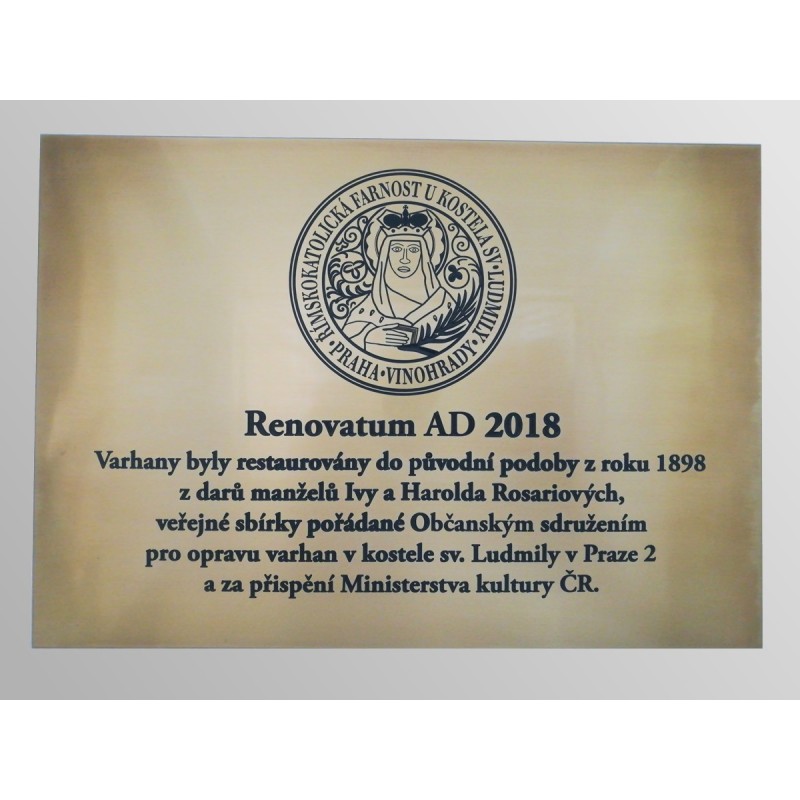 ŘÍMSKOKATOLICKÁ FARNOST U KOSTELA SV. LUDMILY
· PRAHA · VINOHRADY ·
Renovatum AD 2018
Varhany byly restaurovány do původní podoby z roku 1898
z darů manželů Ivy a Harolda Rosariových,
veřejné sbírky pořádané Občanským sdružením
pro opravu varhan v kostele sv. Ludmily v Praze 2
a za přispění Ministerstva kultury ČR.